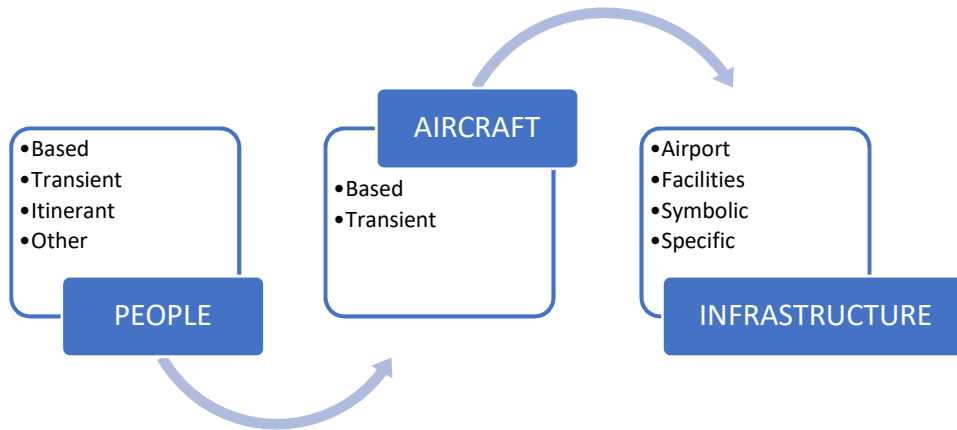 •Based
•Transient
•Itinerant
•Other
PEOPLE
AIRCRAFT
•Based
•Transient
•Airport
•Facilities
•Symbolic
•Specific
INFRASTRUCTURE